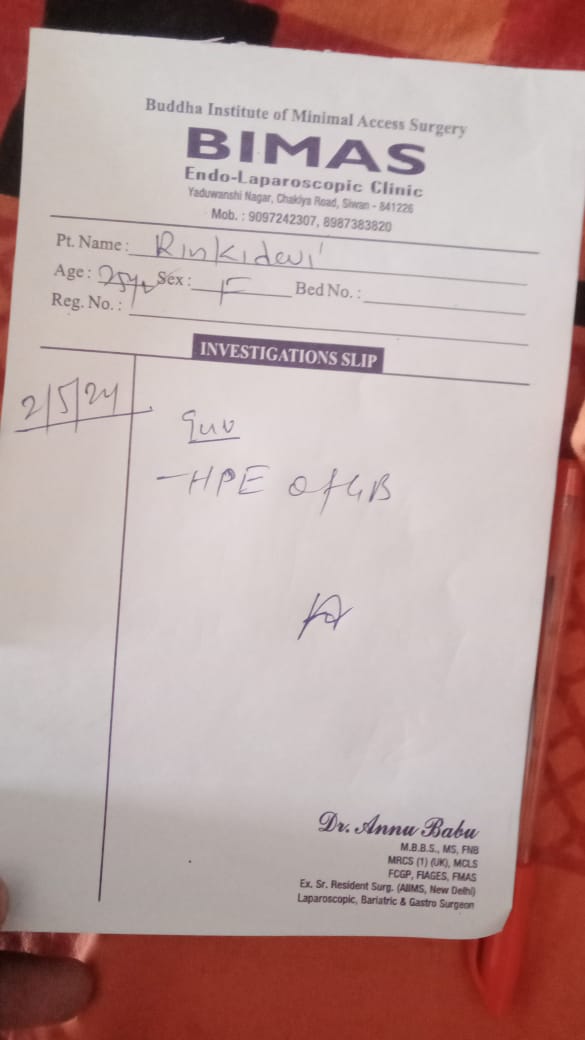 Buddha Institute of Minimal Access Surgery
BIMAS
Endo-Laparoscopic Clinic
Yaduwanshi Nagar, Chakiya Road, Siwan - 841226
Mob. : 9097242307, 8987383820
Pt. Name : Rinki devi
Age : 25yr Sex : F Bed No. :
Reg. No. :
INVESTIGATIONS SLIP
2/5/24
-HPE of GB
Dr. Annu Babu
M.B.B.S., MS, FNB
MRCS (1) (UK), MCLS
FCGP, FIAGES, FMAS
Ex. Sr. Resident Surg. (AIIMS, New Delhi)
Laparoscopic, Bariatric & Gastro Surgeon